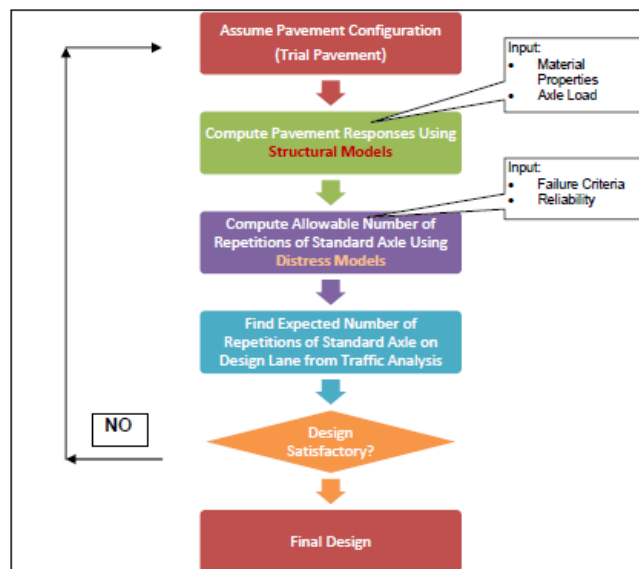 Assume Pavement Configuration
(Trial Pavement)
Input:
• Material
Properties
• Axle Load
Compute Pavement Responses Using
Structural Models
Input:
• Failure Criteria
• Reliability
Compute Allowable Number of
Repetitions of Standard Axle Using
Distress Models
Find Expected Number of
Repetitions of Standard Axle on
Design Lane from Traffic Analysis
NO
Design
Satisfactory?
Final Design